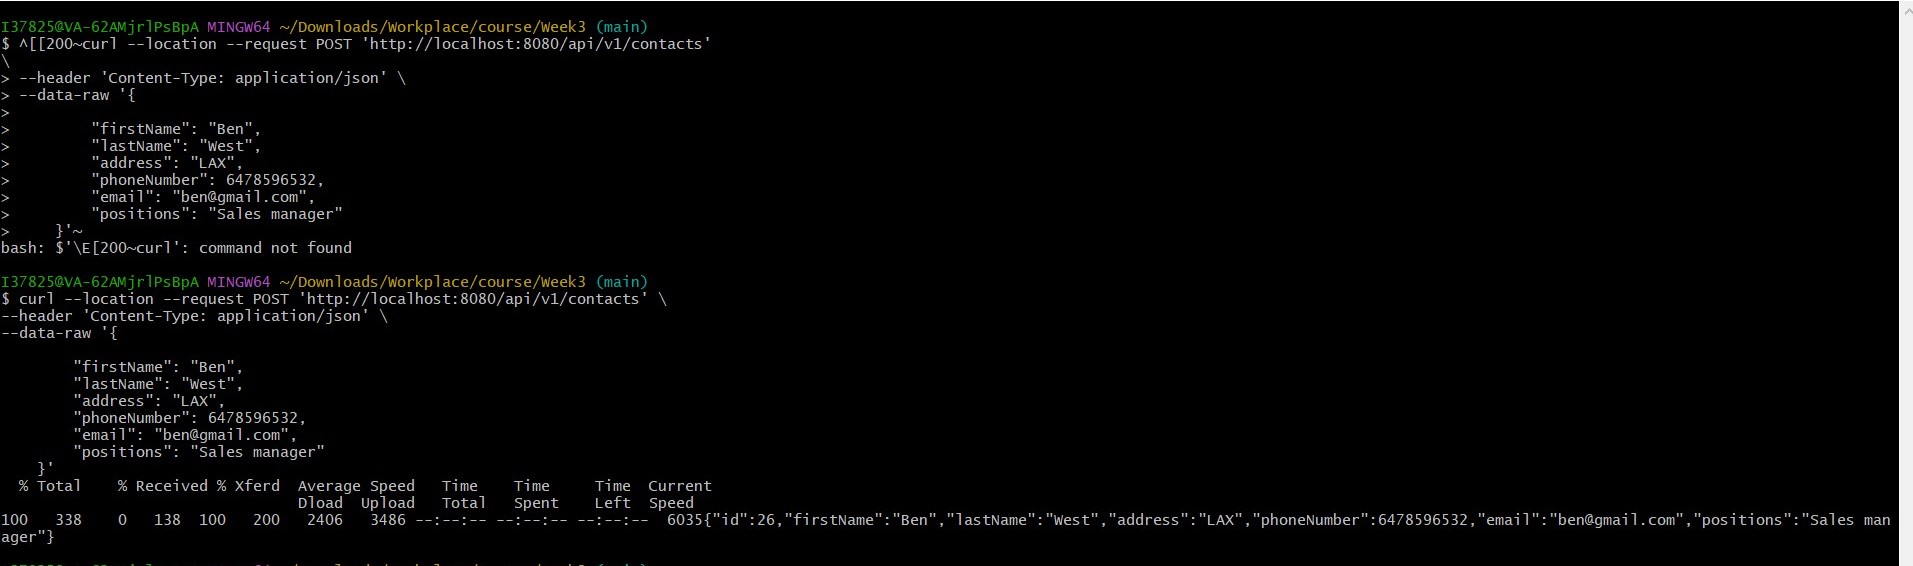 I37825@VA-62AMjrlPsBpA MINGW64 ~/Downloads/Workplace/course/Week3 (main)
$ ^[[200~curl --location --request POST 'http://localhost:8080/api/v1/contacts'
\
> --header 'Content-Type: application/json' \
> --data-raw '{
>
>         "firstName": "Ben",
>         "lastName": "West",
>         "address": "LAX",
>         "phoneNumber": 6478596532,
>         "email": "ben@gmail.com",
>         "positions": "Sales manager"
>     }'~
bash: $'\E[200~curl': command not found
I37825@VA-62AMjrlPsBpA MINGW64 ~/Downloads/Workplace/course/Week3 (main)
$ curl --location --request POST 'http://localhost:8080/api/v1/contacts' \
--header 'Content-Type: application/json' \
--data-raw '{
        "firstName": "Ben",
        "lastName": "West",
        "address": "LAX",
        "phoneNumber": 6478596532,
        "email": "ben@gmail.com",
        "positions": "Sales manager"
    }'
  % Total    % Received % Xferd  Average Speed   Time    Time     Time  Current
                                 Dload  Upload   Total   Spent    Left  Speed
100   338    0   138  100   200   2406   3486 --:--:-- --:--:-- --:--:--  6035{"id":26,"firstName":"Ben","lastName":"West","address":"LAX","phoneNumber":6478596532,"email":"ben@gmail.com","positions":"Sales man
ager"}